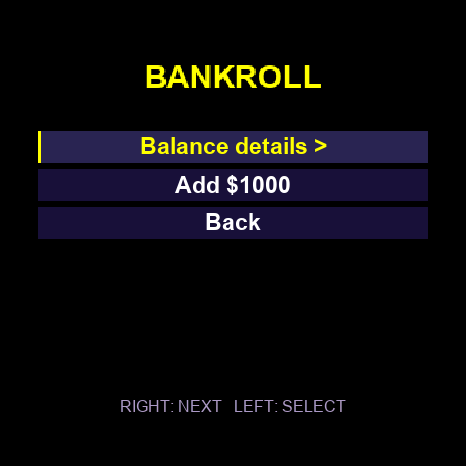 BANKROLL
Balance details >
Add $1000
Back
RIGHT: NEXT LEFT: SELECT